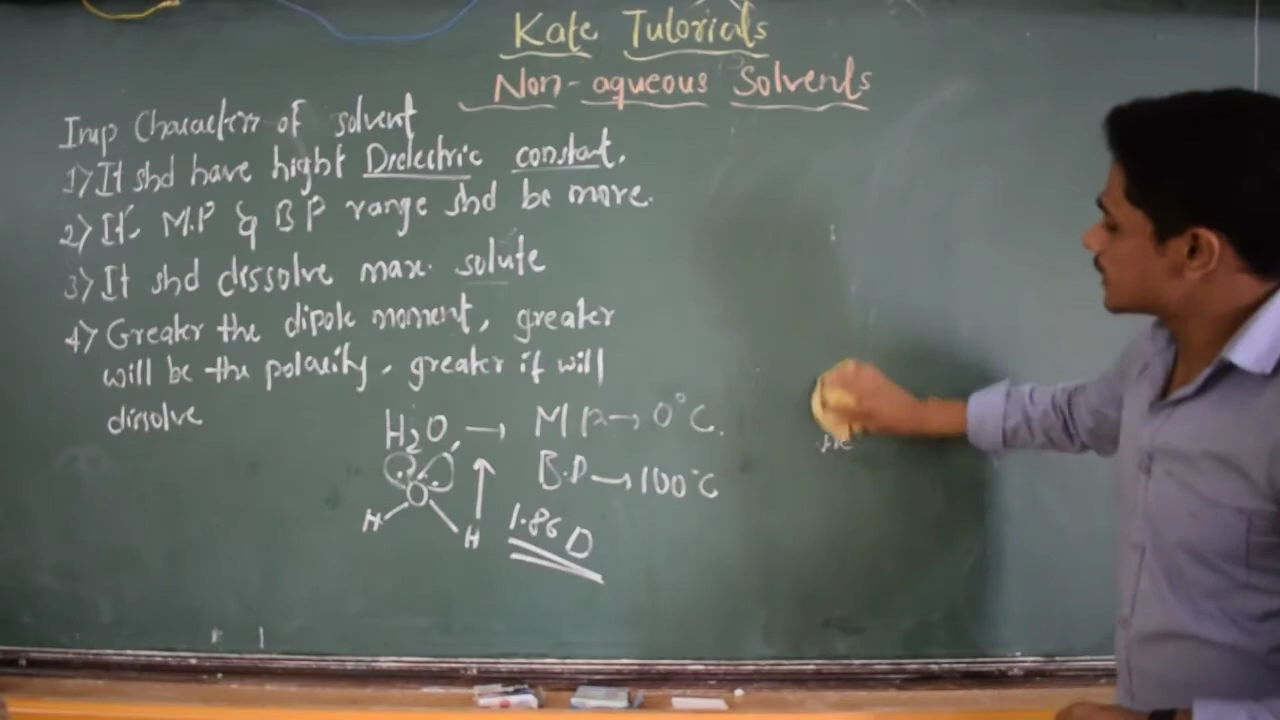 Kate Tutorials
Non-aqueous Solvents
Imp Characters of solvent
1) It shd have hight Dielectric constant.
2) It's M.P & BP range shd be more.
3) It shd dissolve max. solute
4) Greater the dipole moment, greater
will be the polarity, greater it will
dissolve
H₂O, → M P → 0°C.
B.P → 100°C
O
H H
1.86 D